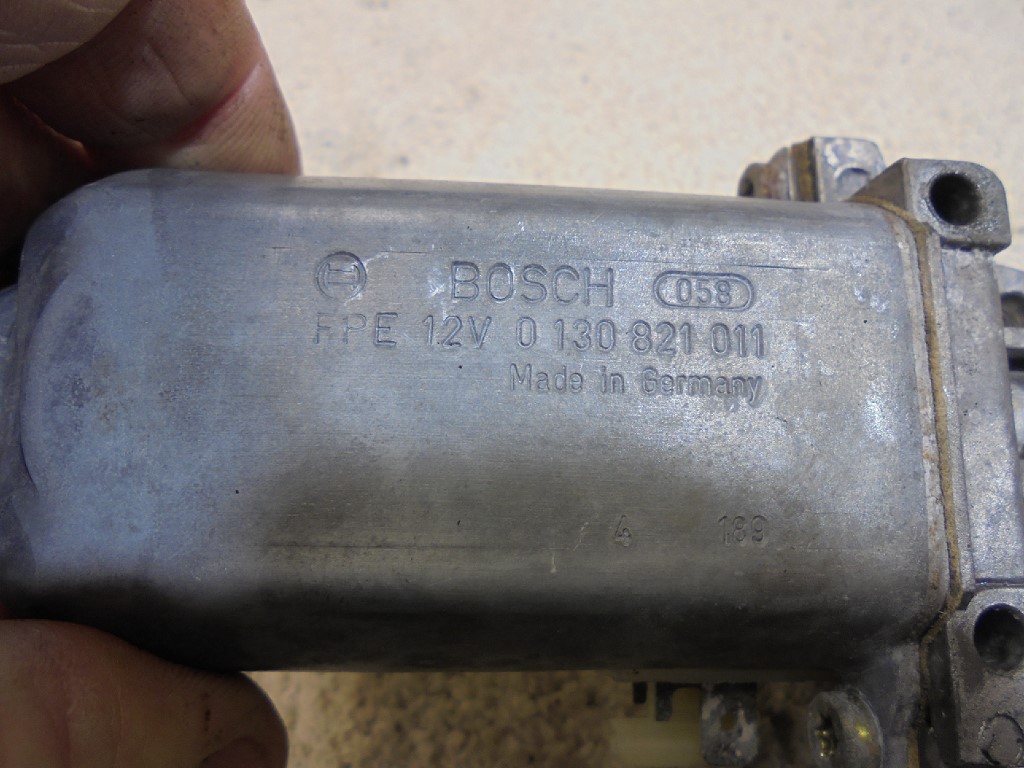 BOSCH 058
FPE 12V 0 130 821 011
Made in Germany
4 189